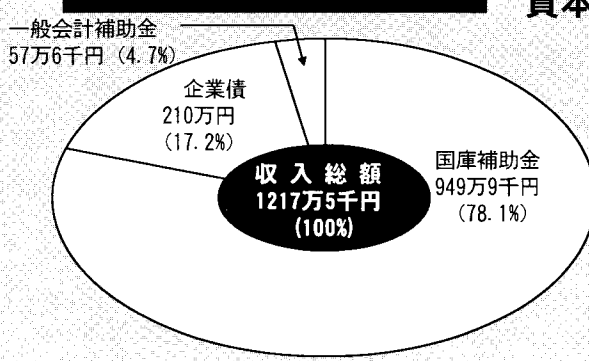 資本
一般会計補助金
57万6千円 (4.7%)
企業債
210万円
(17.2%)
国庫補助金
949万9千円
(78.1%)
収入総額
1217万5千円
(100%)